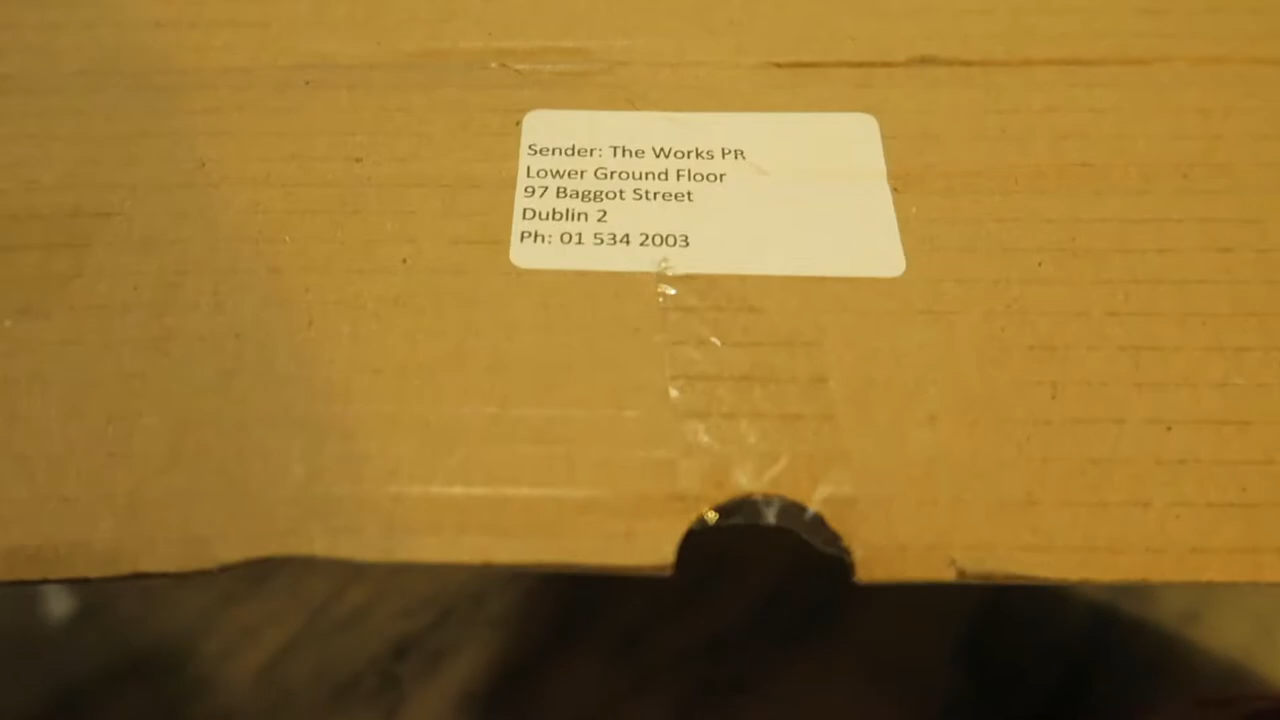 Sender: The Works PR
Lower Ground Floor
97 Baggot Street
Dublin 2
Ph: 01 534 2003